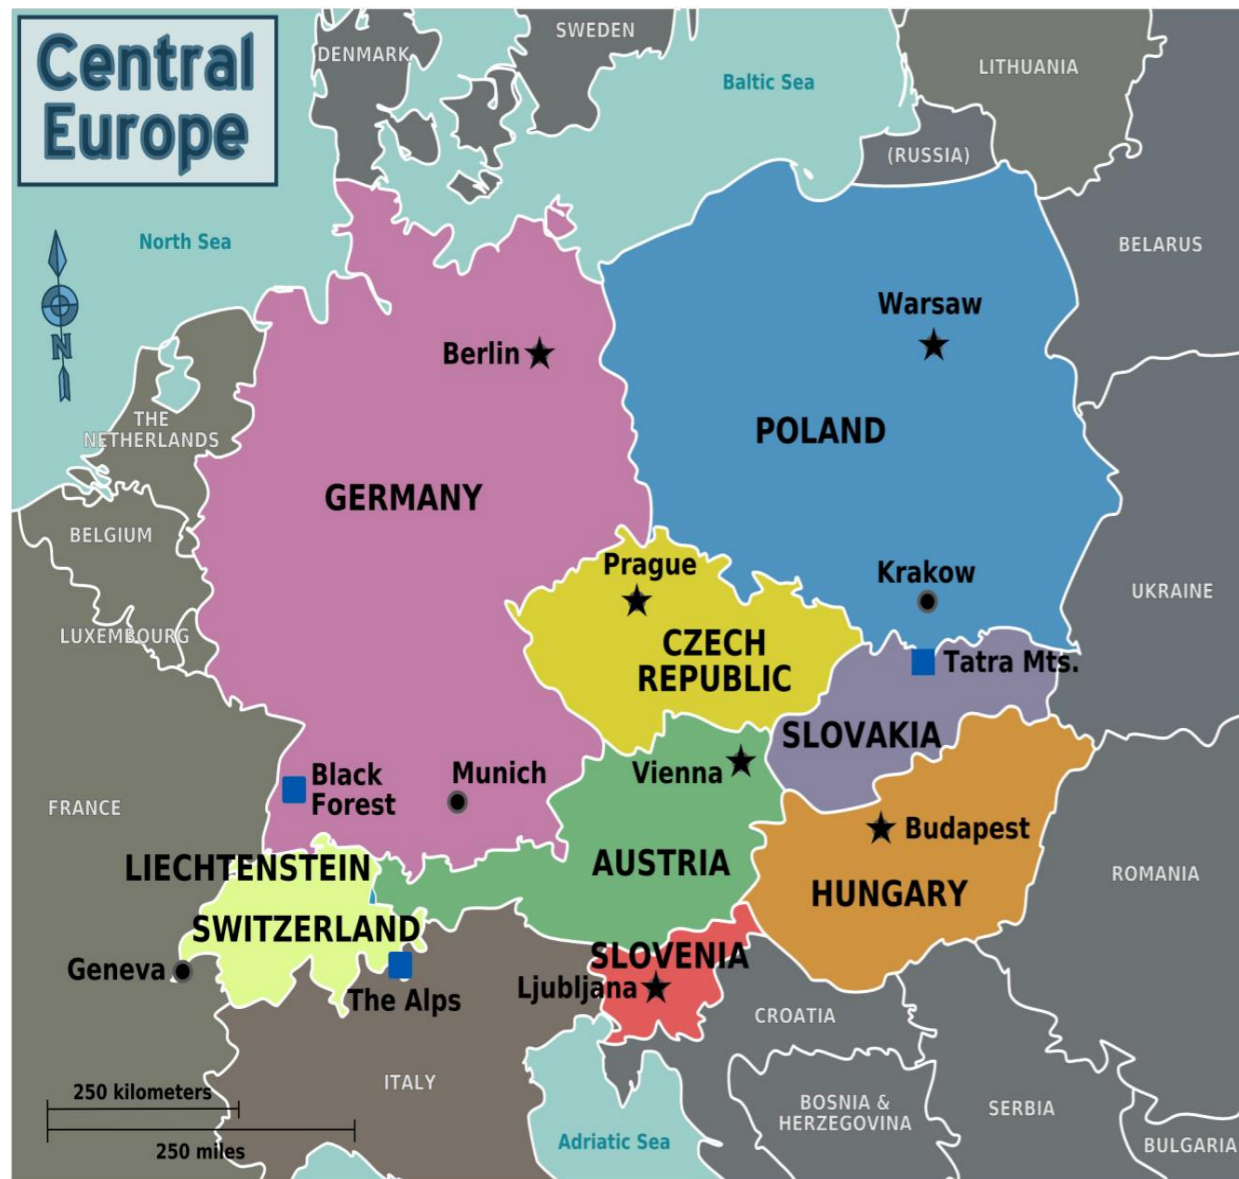 Central
Europe
DENMARK
SWEDEN
LITHUANIA
Baltic Sea
(RUSSIA)
North Sea
BELARUS
Warsaw
N
Berlin
THE
NETHERLANDS
POLAND
GERMANY
BELGIUM
Prague
Krakow
UKRAINE
LUXEMBOURG
CZECH
REPUBLIC
Tatra Mts.
SLOVAKIA
Black
Forest
Munich
Vienna
FRANCE
Budapest
LIECHTENSTEIN
AUSTRIA
HUNGARY
ROMANIA
SWITZERLAND
SLOVENIA
Geneva
The Alps
Ljubljana
CROATIA
ITALY
250 kilometers
250 miles
BOSNIA &
HERZEGOVINA
SERBIA
Adriatic Sea
BULGARIA